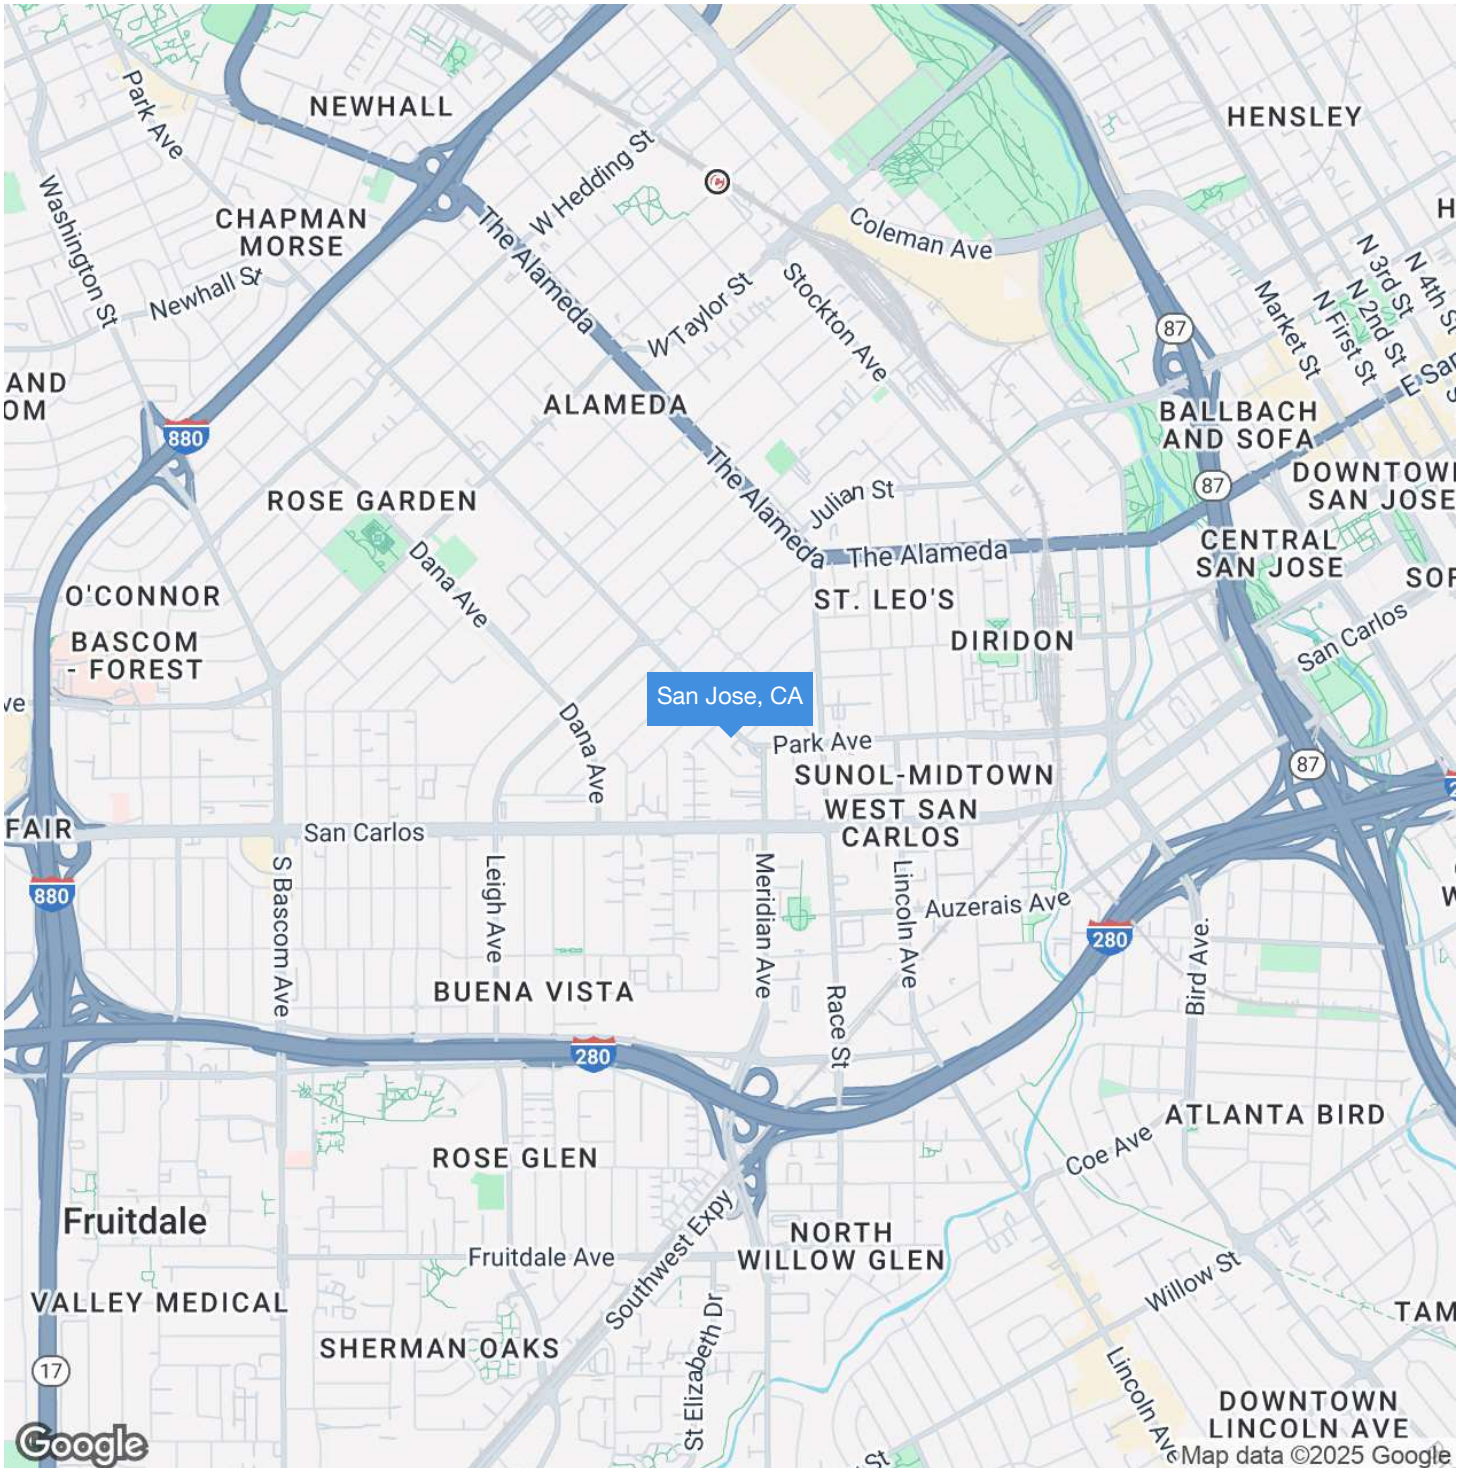 NEWHALL
HENSLEY
Park Ave
W Hedding St
Washington St
CHAPMAN
MORSE
The Alameda
Coleman Ave
H
N 3rd St
N 4th St
Newhall St
Stockton Ave
W Taylor St
Market St
N First St
N 2nd St
87
E San
AND
OM
ALAMEDA
BALLBACH
AND SOFA
880
The Alameda
87
DOWNTOWN
SAN JOSE
ROSE GARDEN
Julian St
Dana Ave
The Alameda
CENTRAL
SAN JOSE
O'CONNOR
ST. LEO'S
SOF
BASCOM
- FOREST
DIRIDON
San Carlos
ve
San Jose, CA
Dana Ave
Park Ave
87
2
SUNOL-MIDTOWN
FAIR
San Carlos
WEST SAN
CARLOS
880
S Bascom Ave
Leigh Ave
Meridian Ave
Lincoln Ave
Auzerais Ave
W
280
Bird Ave.
BUENA VISTA
Race St
280
ATLANTA BIRD
ROSE GLEN
Coe Ave
Fruitdale
Southwest Expy
NORTH
WILLOW GLEN
Fruitdale Ave
Willow St
VALLEY MEDICAL
TAM
SHERMAN OAKS
St Elizabeth Dr
17
Lincoln Ave
DOWNTOWN
LINCOLN AVE
Google
St
Map data ©2025 Google